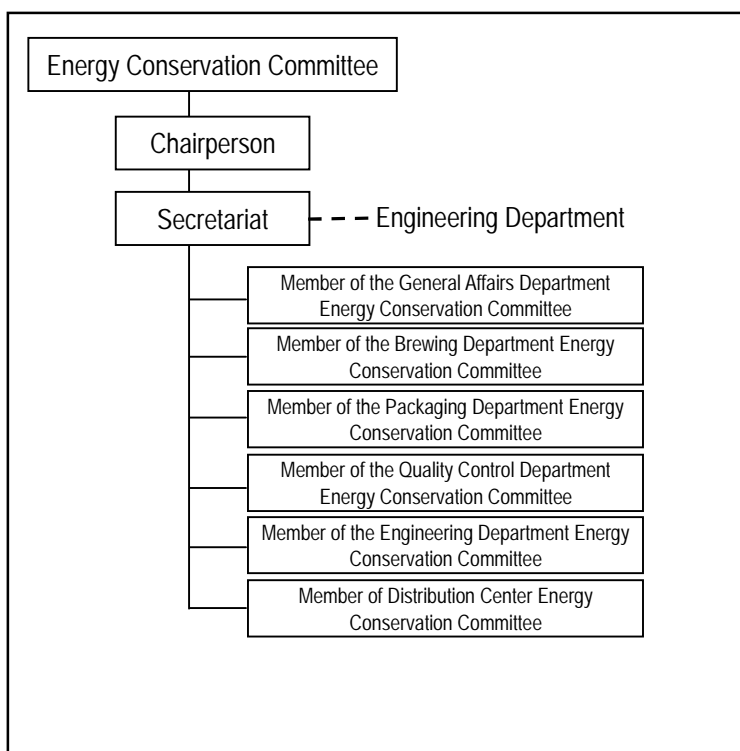 Energy Conservation Committee
Chairperson
Secretariat
Engineering Department
Member of the General Affairs Department
Energy Conservation Committee
Member of the Brewing Department Energy
Conservation Committee
Member of the Packaging Department Energy
Conservation Committee
Member of the Quality Control Department
Energy Conservation Committee
Member of the Engineering Department Energy
Conservation Committee
Member of Distribution Center Energy
Conservation Committee